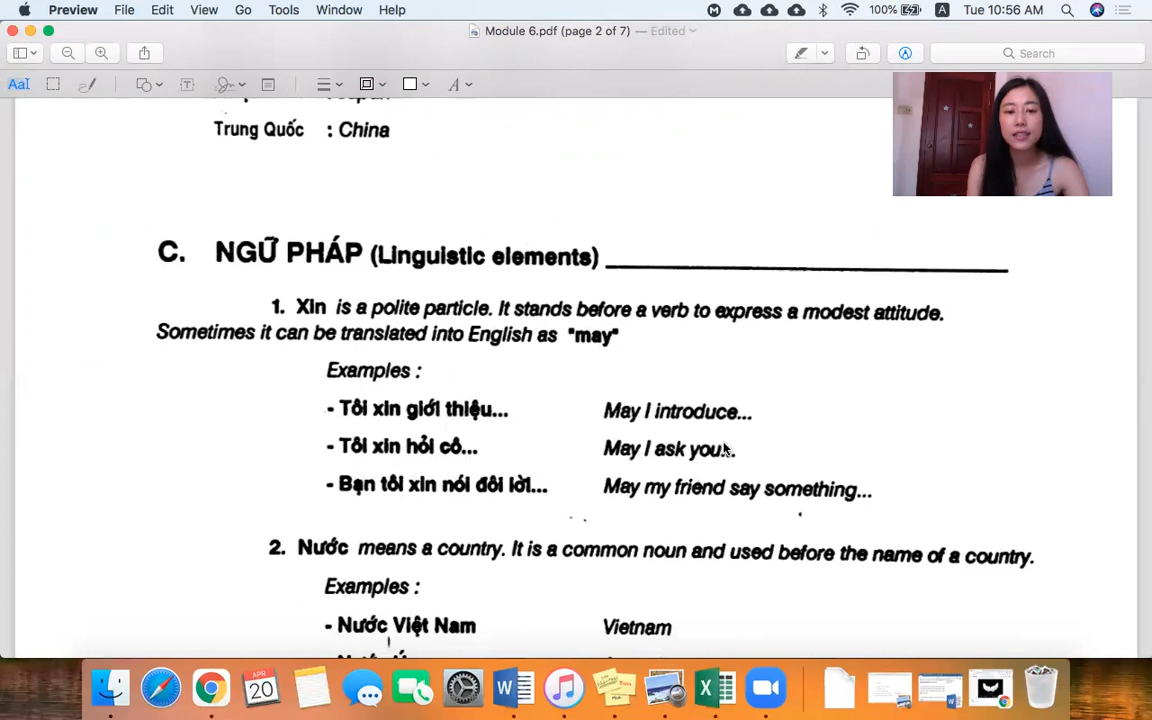 Preview File Edit View Go Tools Window Help 100% A Tue 10:56 AM
Module 6.pdf (page 2 of 7) — Edited
Search
AaI T A
Trung Quốc : China
C. NGỮ PHÁP (Linguistic elements)
1. Xin is a polite particle. It stands before a verb to express a modest attitude.
Sometimes it can be translated into English as "may"
Examples :
- Tôi xin giới thiệu... May I introduce...
- Tôi xin hỏi cô... May I ask you...
- Bạn tôi xin nói đôi lời... May my friend say something...
2. Nước means a country. It is a common noun and used before the name of a country.
Examples :
- Nước Việt Nam Vietnam
APR
20